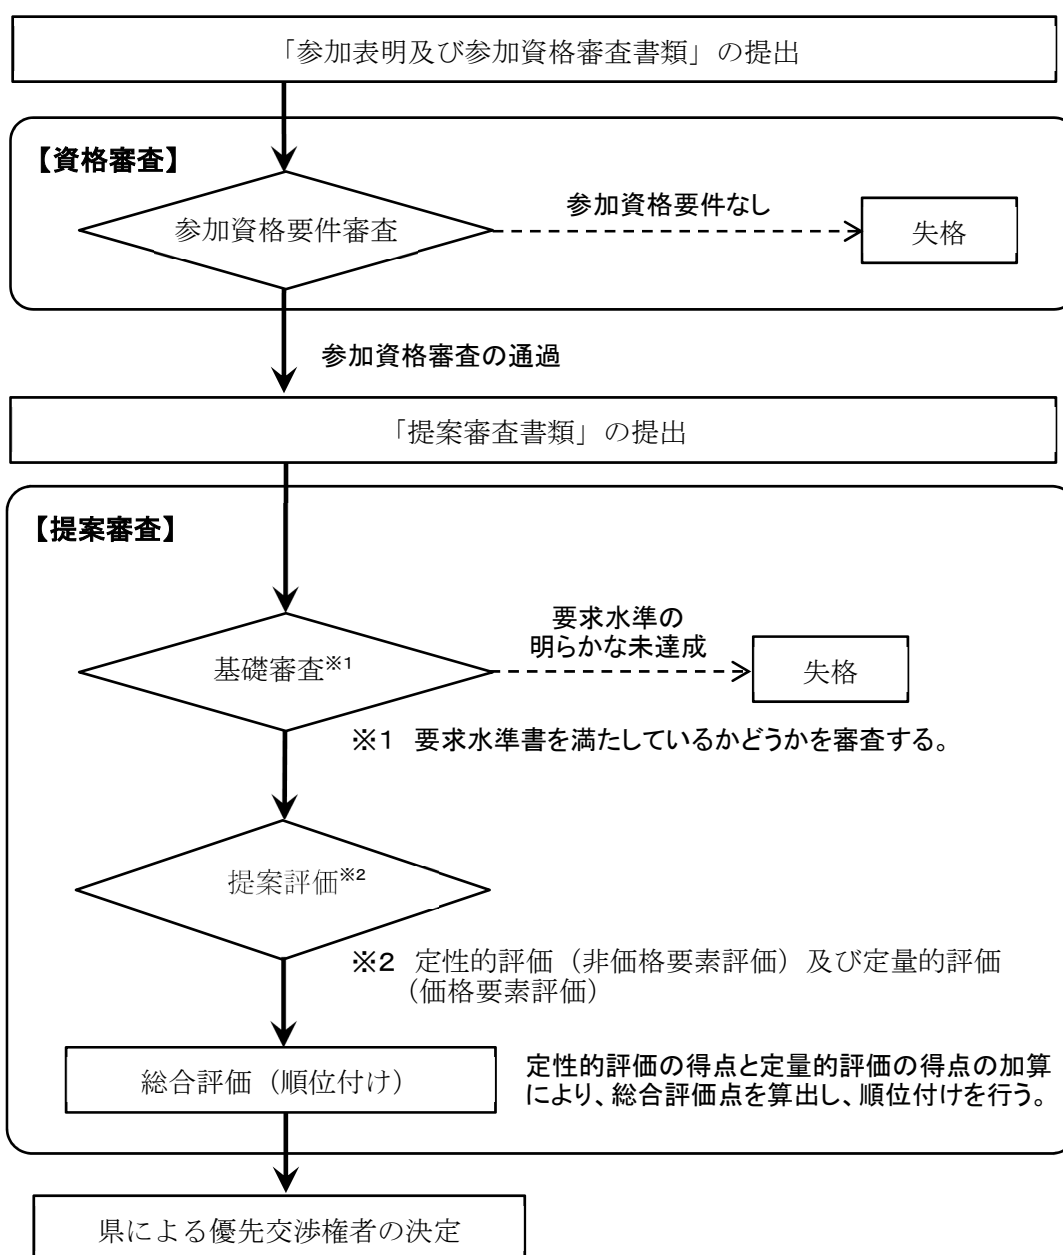 「参加表明及び参加資格審査書類」の提出
【資格審査】
参加資格要件審査
参加資格要件なし
失格
参加資格審査の通過
「提案審査書類」の提出
【提案審査】
基礎審査※1
要求水準の
明らかな未達成
失格
※1 要求水準書を満たしているかどうかを審査する。
提案評価※2
※2 定性的評価（非価格要素評価）及び定量的評価
（価格要素評価）
総合評価（順位付け）
定性的評価の得点と定量的評価の得点の加算
により、総合評価点を算出し、順位付けを行う。
県による優先交渉権者の決定